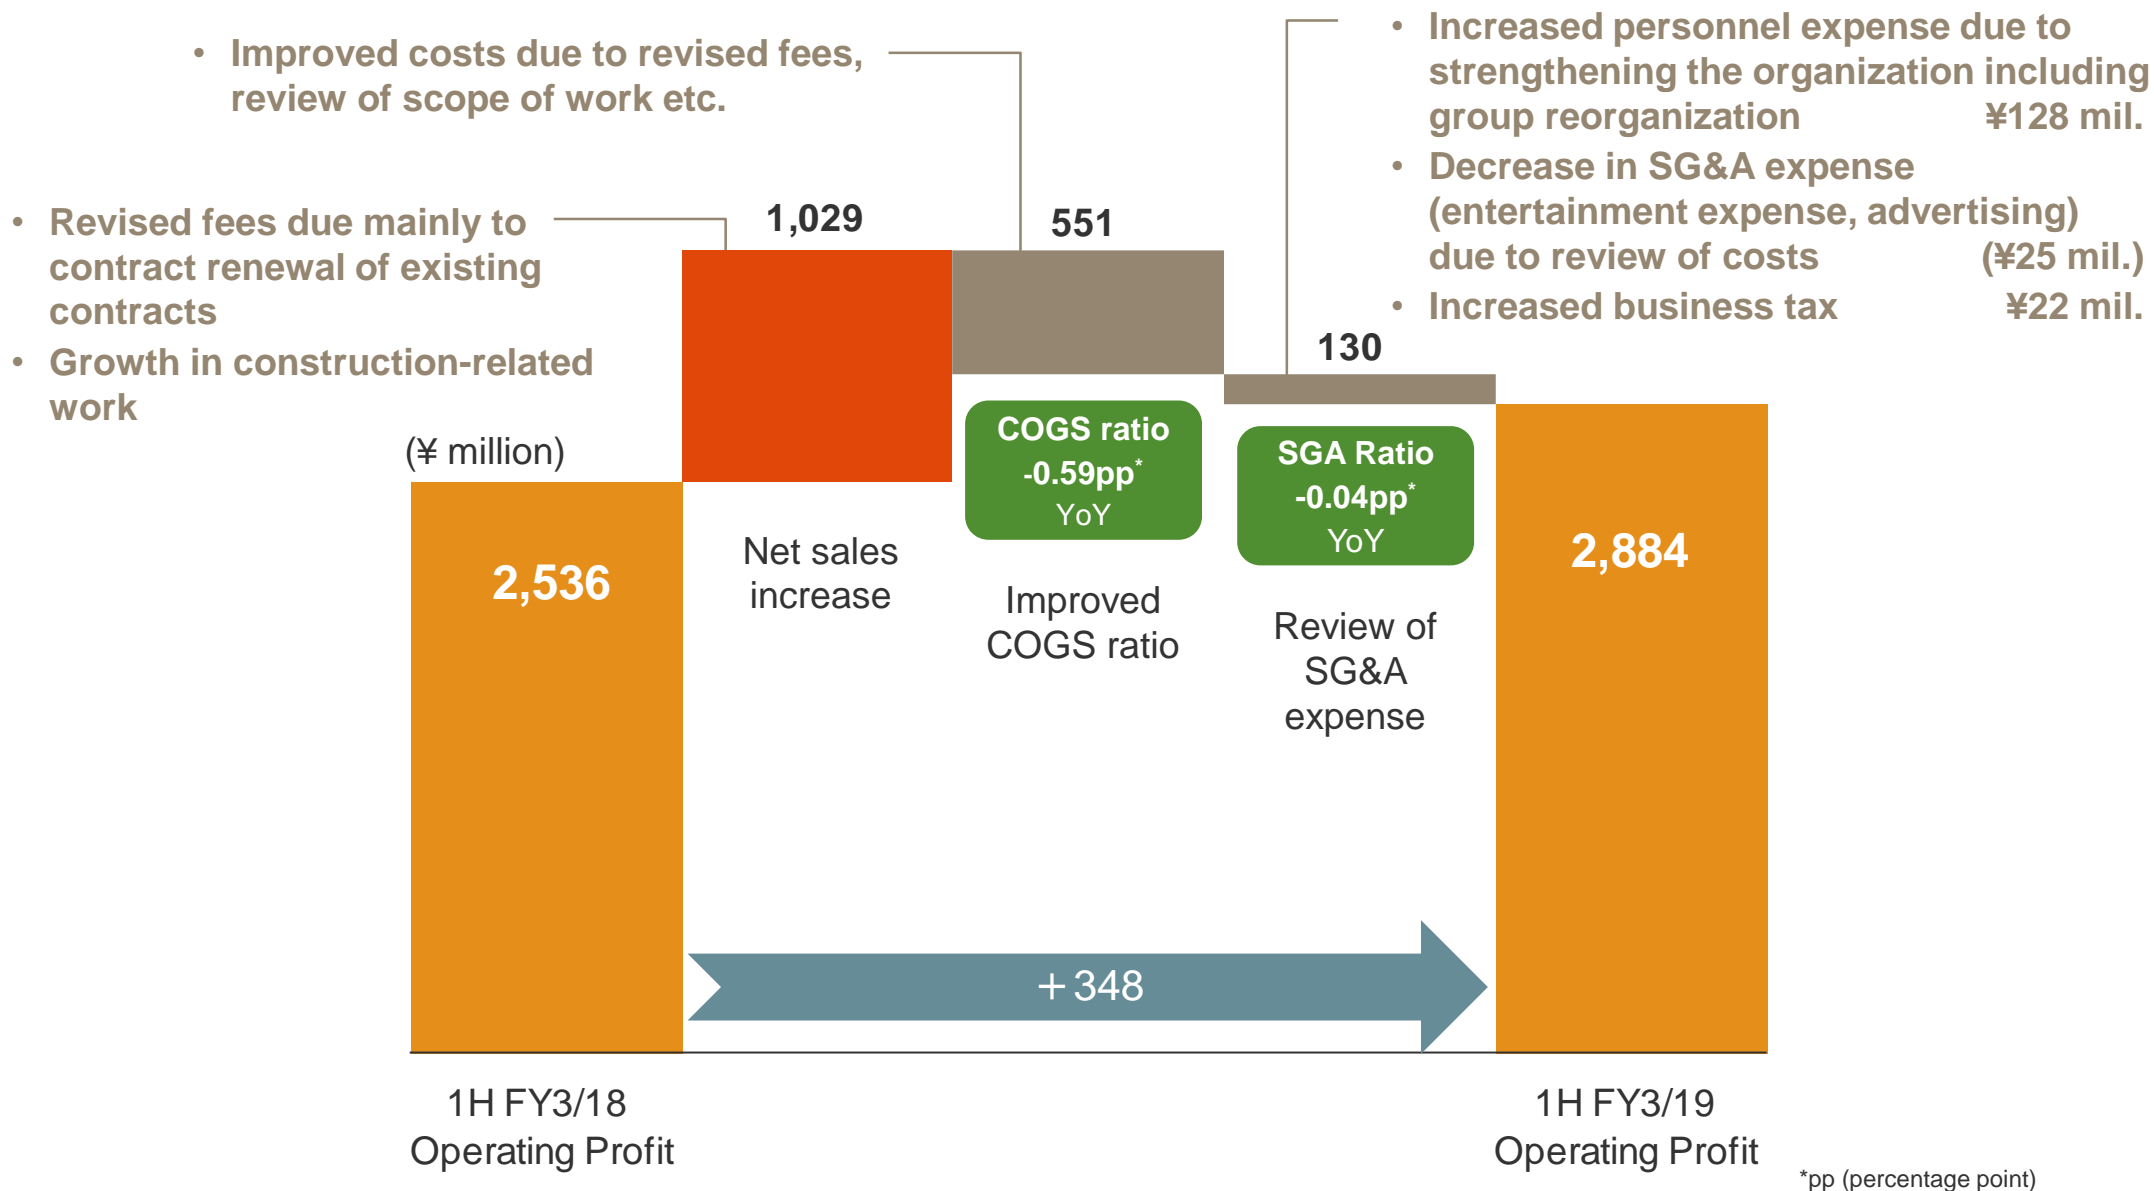 • Improved costs due to revised fees,
review of scope of work etc.
• Increased personnel expense due to
strengthening the organization including
group reorganization ¥128 mil.
• Decrease in SG&A expense
(entertainment expense, advertising)
due to review of costs (¥25 mil.)
• Increased business tax ¥22 mil.
• Revised fees due mainly to
contract renewal of existing
contracts
• Growth in construction-related
work
(¥ million)
2,536
1,029
Net sales
increase
551
COGS ratio
-0.59pp*
YoY
Improved
COGS ratio
130
SGA Ratio
-0.04pp*
YoY
Review of
SG&A
expense
2,884
+348
1H FY3/18
Operating Profit
1H FY3/19
Operating Profit
*pp (percentage point)